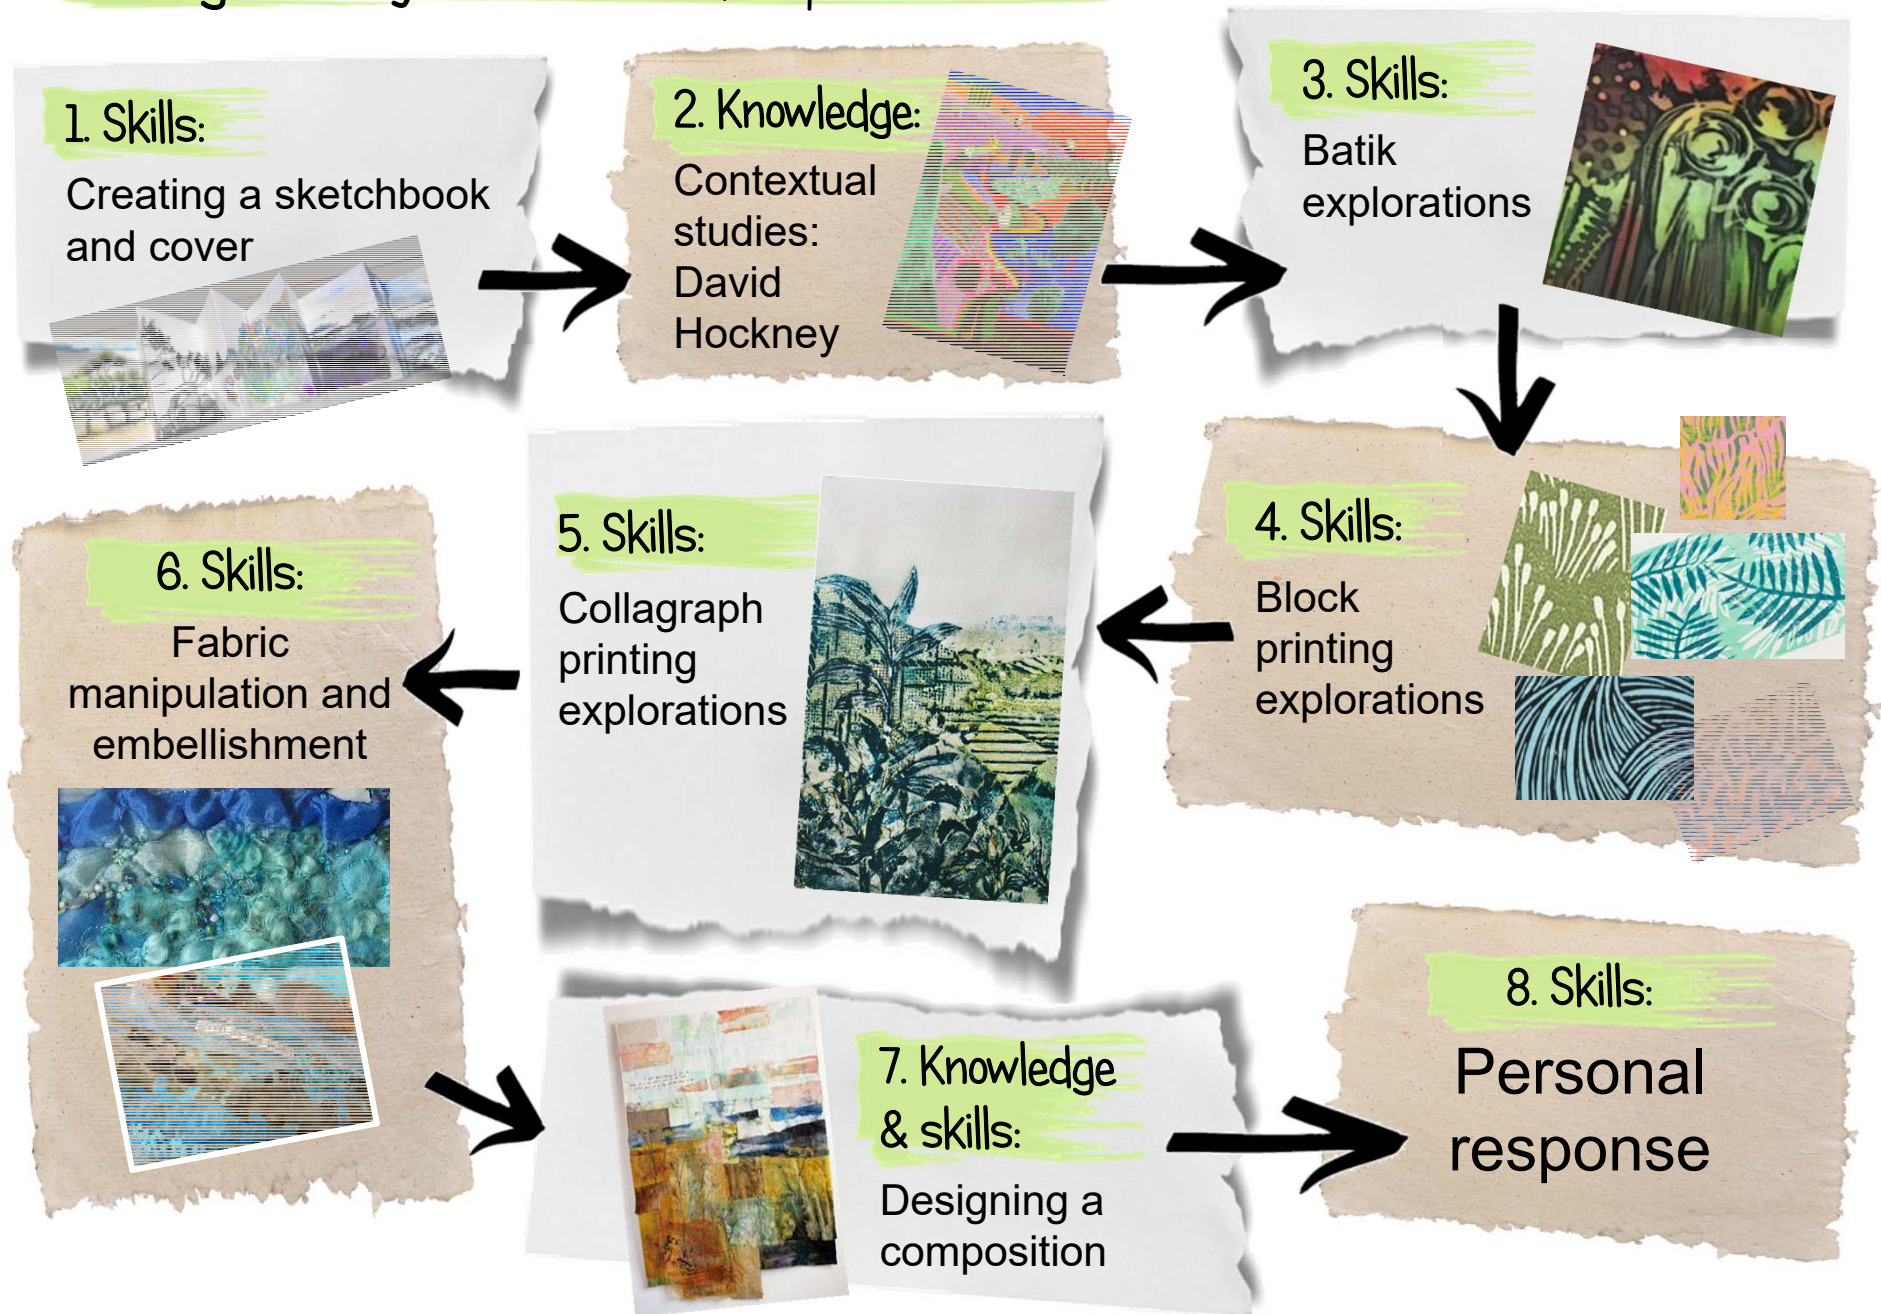 1. Skills:
Creating a sketchbook
and cover
2. Knowledge:
Contextual
studies:
David
Hockney
3. Skills:
Batik
explorations
4. Skills:
Block
printing
explorations
5. Skills:
Collagraph
printing
explorations
6. Skills:
Fabric
manipulation and
embellishment
7. Knowledge
& skills:
Designing a
composition
8. Skills:
Personal
response